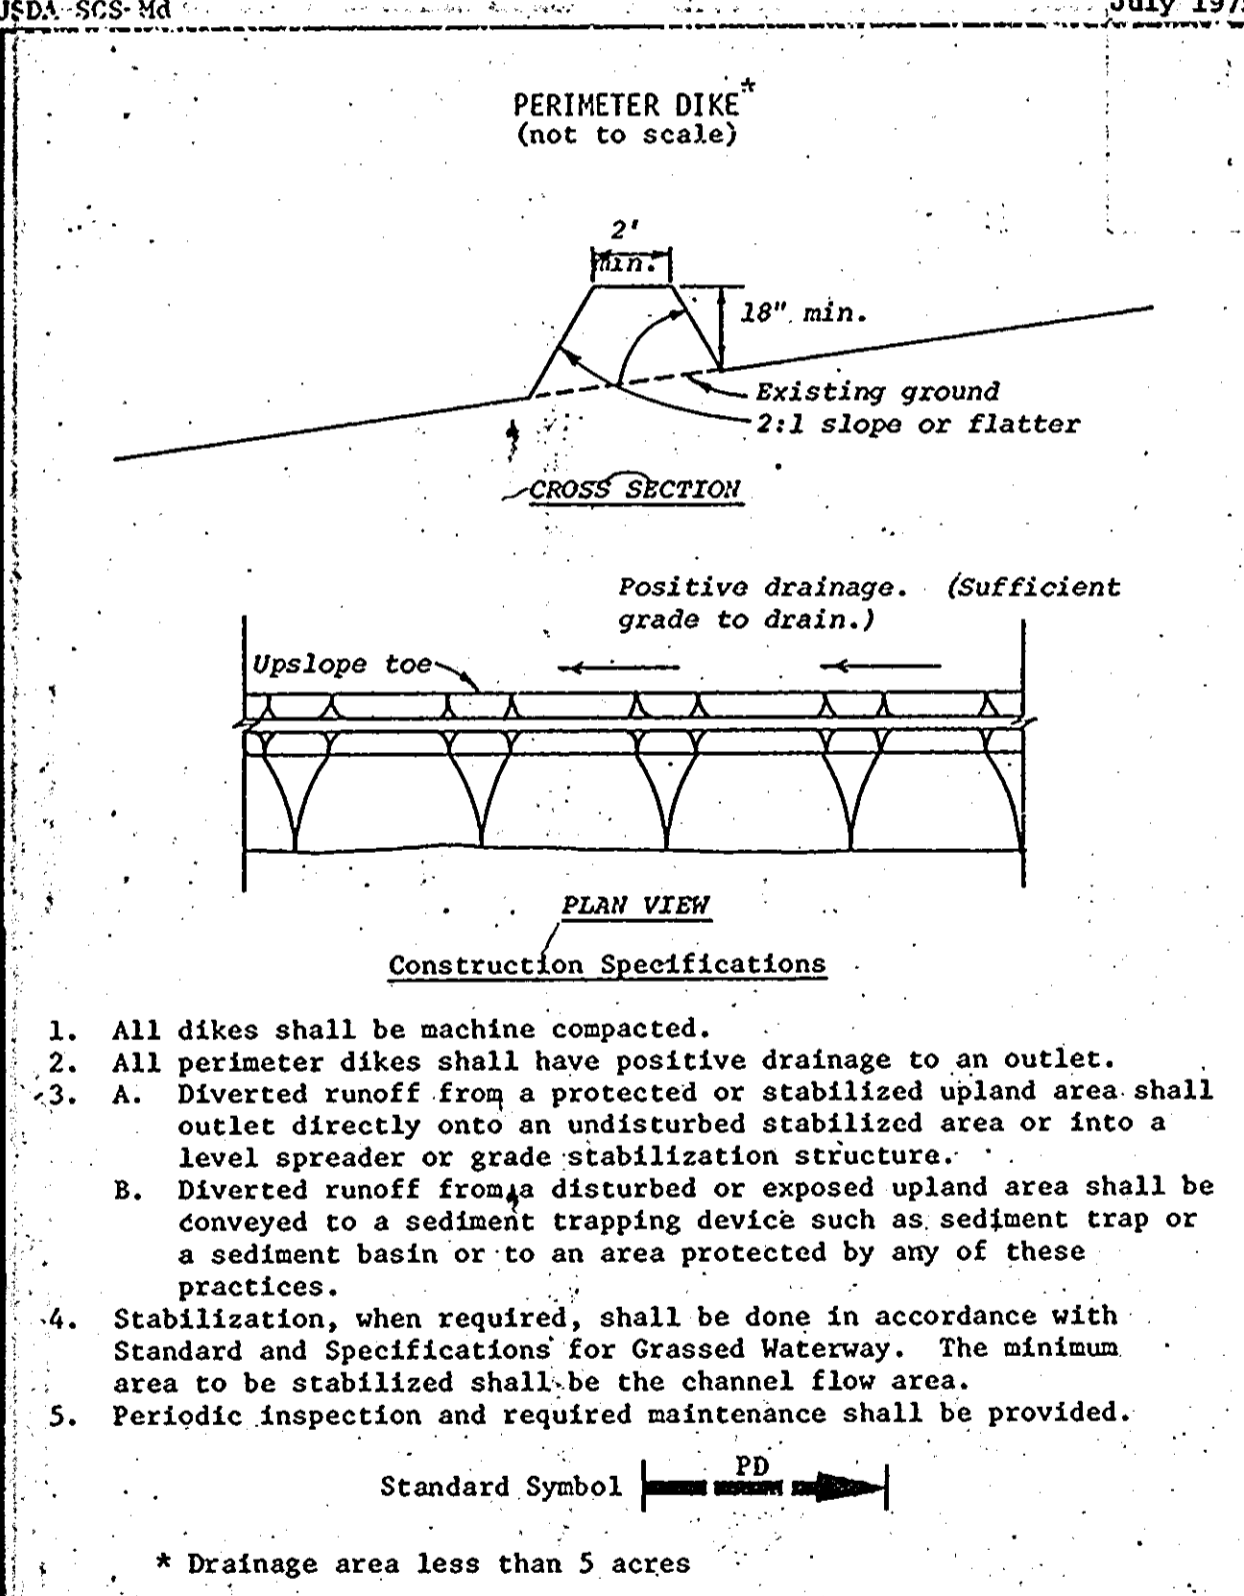 USDA-SCS-Md
July 197
PERIMETER DIKE*
(not to scale)
2'
min.
18" min.
Existing ground
2:1 slope or flatter
CROSS SECTION
Positive drainage. (Sufficient
grade to drain.)
Upslope toe
PLAN VIEW
Construction Specifications
1. All dikes shall be machine compacted.
2. All perimeter dikes shall have positive drainage to an outlet.
3. A. Diverted runoff from a protected or stabilized upland area shall
outlet directly onto an undisturbed stabilized area or into a
level spreader or grade stabilization structure.
B. Diverted runoff from a disturbed or exposed upland area shall be
conveyed to a sediment trapping device such as sediment trap or
a sediment basin or to an area protected by any of these
practices.
4. Stabilization, when required, shall be done in accordance with
Standard and Specifications for Grassed Waterway. The minimum
area to be stabilized shall be the channel flow area.
5. Periodic inspection and required maintenance shall be provided.
PD
Standard Symbol
* Drainage area less than 5 acres